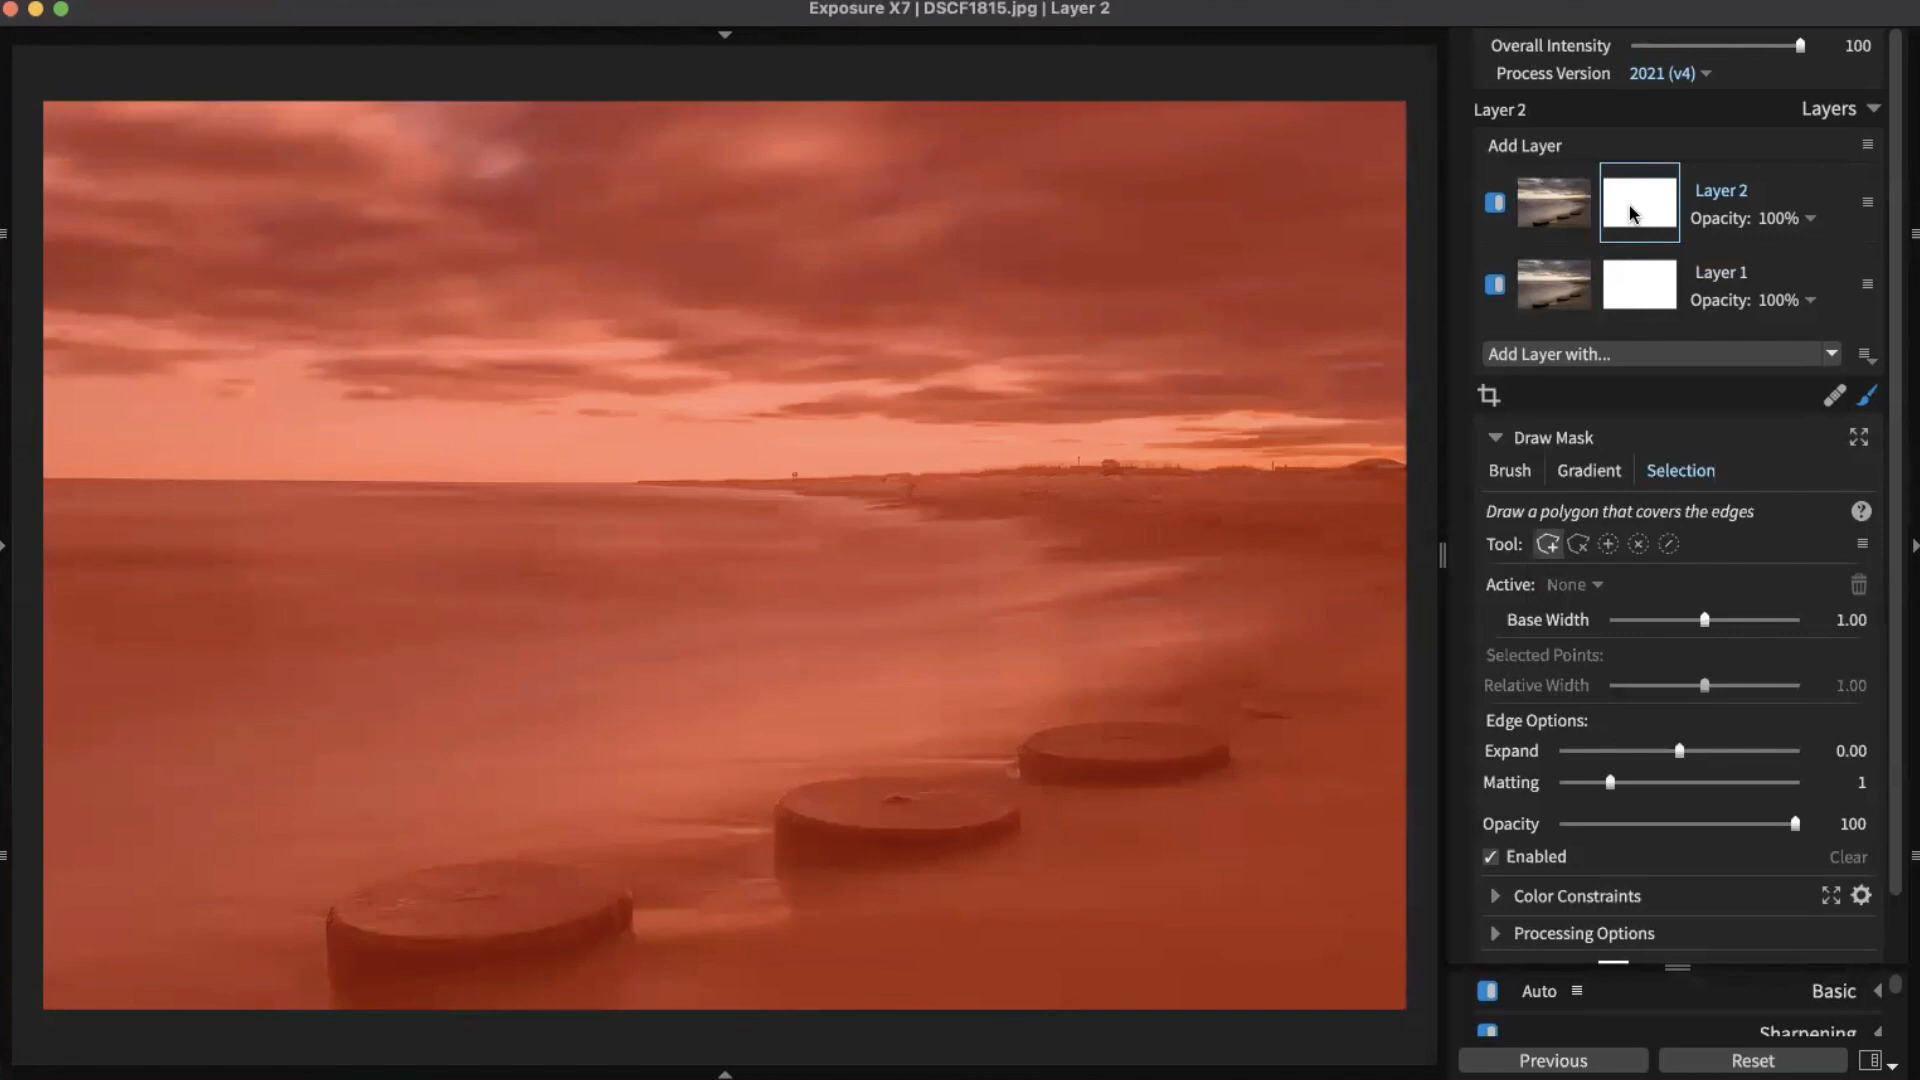 Exposure X7 | DSCF1815.jpg | Layer 2
Overall Intensity 100
Process Version 2021 (v4)
Layer 2 Layers
Add Layer
Layer 2
Opacity: 100%
Layer 1
Opacity: 100%
Add Layer with...
Draw Mask
Brush Gradient Selection
Draw a polygon that covers the edges ?
Tool:
Active: None
Base Width 1.00
Selected Points:
Relative Width 1.00
Edge Options:
Expand 0.00
Matting 1
Opacity 100
Enabled Clear
Color Constraints
Processing Options
Auto Basic
Sharpening
Previous Reset